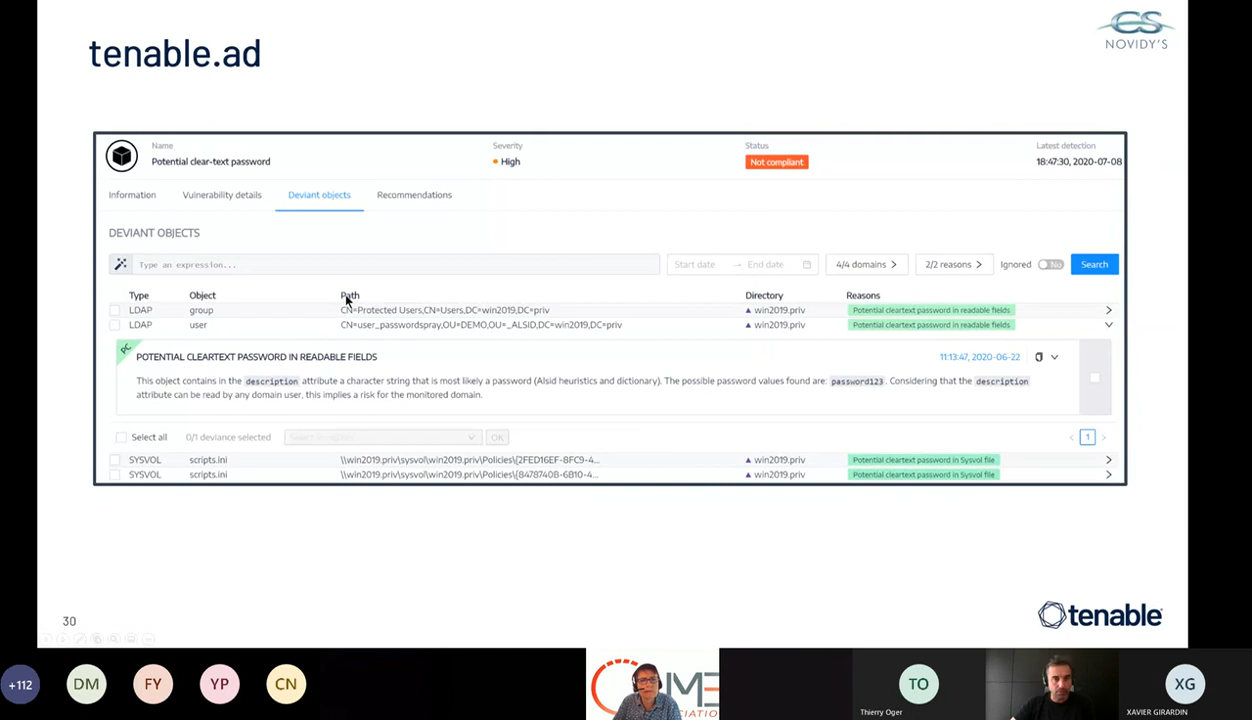 tenable.ad
CS
NOVIDY'S
Name
Potential clear-text password
Severity
High
Status
Not compliant
Latest detection
18:47:30, 2020-07-08
Information Vulnerability details Deviant objects Recommendations
DEVIANT OBJECTS
Type an expression...
Start date → End date
4/4 domains >
2/2 reasons >
Ignored No
Search
Type Object Path Directory Reasons
LDAP group CN=Protected Users,CN=Users,DC=win2019,DC=priv win2019.priv Potential cleartext password in readable fields
LDAP user CN=user_passwordspray,OU=DEMO,OU=_ALSID,DC=win2019,DC=priv win2019.priv Potential cleartext password in readable fields
PC
POTENTIAL CLEARTEXT PASSWORD IN READABLE FIELDS 11:13:47, 2020-06-22
This object contains in the description attribute a character string that is most likely a password (Alsid heuristics and dictionary). The possible password values found are: password123. Considering that the description
attribute can be read by any domain user, this implies a risk for the monitored domain.
Select all 0/1 deviance selected OK 1
SYSVOL scripts.ini \\win2019.priv\sysvol\win2019.priv\Policies\{2FED16EF-8FC9-4... win2019.priv Potential cleartext password in Sysvol file
SYSVOL scripts.ini \\win2019.priv\sysvol\win2019.priv\Policies\{8478740B-6B10-4... win2019.priv Potential cleartext password in Sysvol file
30
tenable
+112
DM
FY
YP
CN
TO
Thierry Oger
XG
XAVIER GIRARDIN